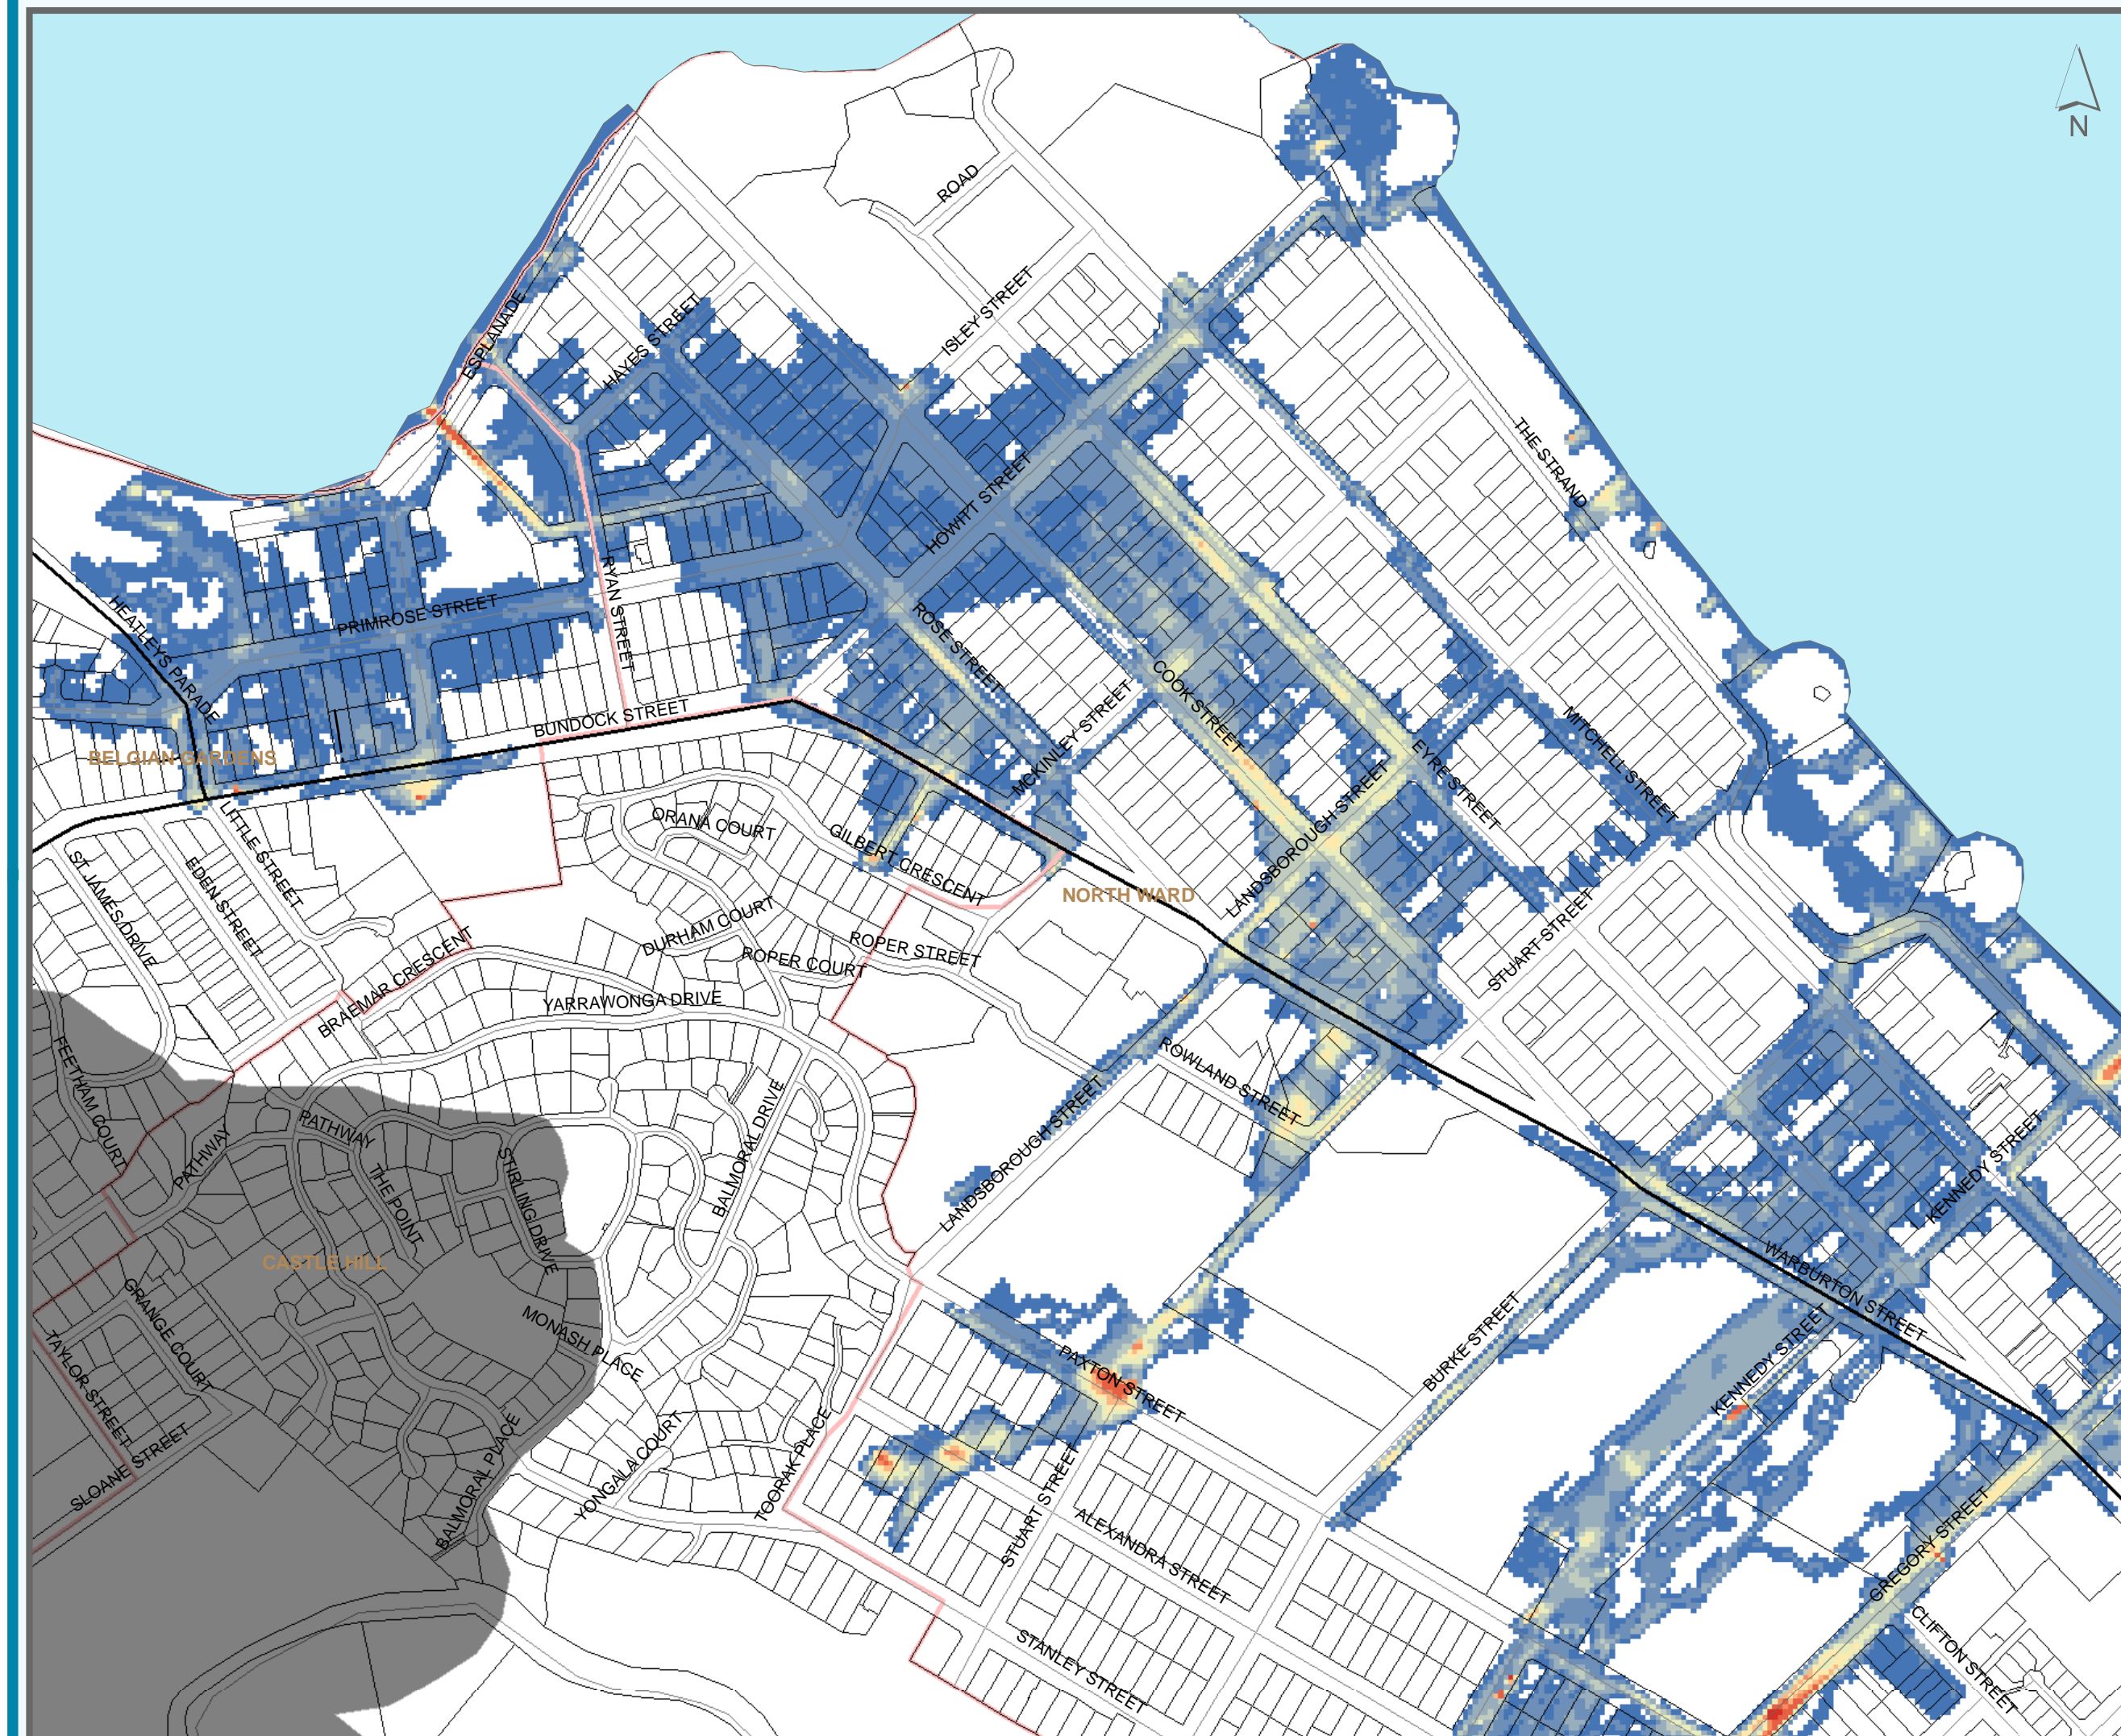 N
ROAD
ISLEY STREET
ESPLANADE
HAYES STREET
THE STRAND
HOWITT STREET
HEATLEYS PARADE
PRIMROSE STREET
RYAN STREET
ROSE STREET
COOK STREET
MCKINLEY STREET
BUNDOCK STREET
MITCHELL STREET
EYRE STREET
BELGIAN GARDENS
LITTLE STREET
ORANA COURT
GILBERT CRESCENT
LANDSBOROUGH STREET
NORTH WARD
ST JAMES DRIVE
EDEN STREET
DURHAM COURT
ROPER STREET
ROPER COURT
STUART STREET
BRAEMAR CRESCENT
YARRAWONGA DRIVE
FEETHAM COURT
ROWLAND STREET
PATHWAY
PATHWAY
THE POINT
STIRLING DRIVE
BALMORAL DRIVE
LANDSBOROUGH STREET
KENNEDY STREET
WARBURTON STREET
CASTLE HILL
GRANGE COURT
MONASH PLACE
PAXTON STREET
BURKE STREET
KENNEDY STREET
TAYLOR STREET
SLOANE STREET
BALMORAL PLACE
YONGALA COURT
TOORAK PLACE
STUART STREET
ALEXANDRA STREET
GREGORY STREET
CLIFTON STREET
STANLEY STREET